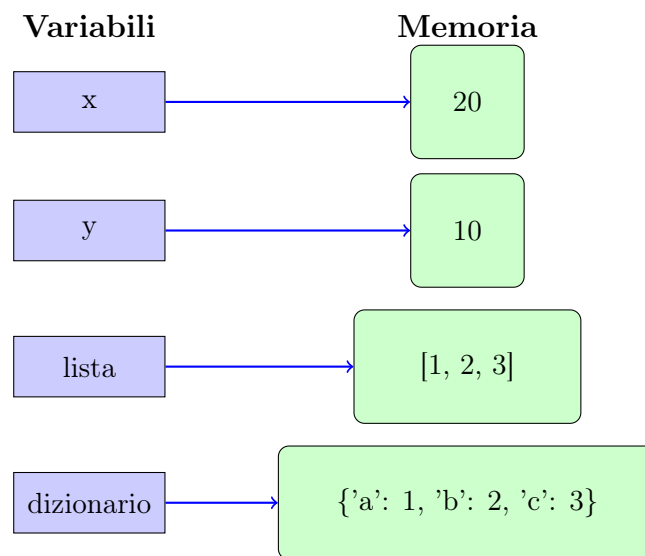 Variabili Memoria
x 20
y 10
lista [1, 2, 3]
dizionario {'a': 1, 'b': 2, 'c': 3}